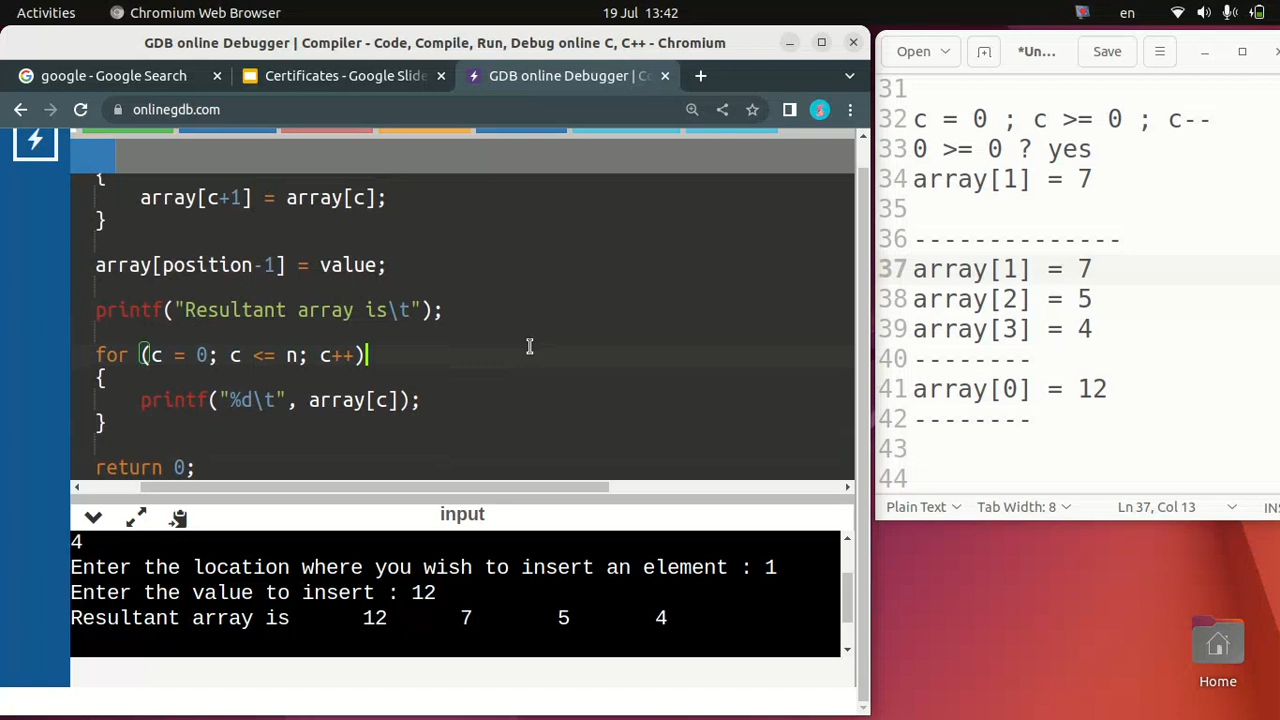 Activities
Chromium Web Browser
19 Jul 13:42
en
GDB online Debugger | Compiler - Code, Compile, Run, Debug online C, C++ - Chromium
google - Google Search
Certificates - Google Slide
GDB online Debugger | Co
onlinegdb.com
{
array[c+1] = array[c];
}
array[position-1] = value;
printf("Resultant array is\t");
for (c = 0; c <= n; c++)
{
printf("%d\t", array[c]);
}
return 0;
input
4
Enter the location where you wish to insert an element : 1
Enter the value to insert : 12
Resultant array is 12 7 5 4
Open
*Un...
Save
31
32 c = 0 ; c >= 0 ; c--
33 0 >= 0 ? yes
34 array[1] = 7
35
36 --------------
37 array[1] = 7
38 array[2] = 5
39 array[3] = 4
40 --------
41 array[0] = 12
42 --------
43
44
Plain Text
Tab Width: 8
Ln 37, Col 13
INS
Home